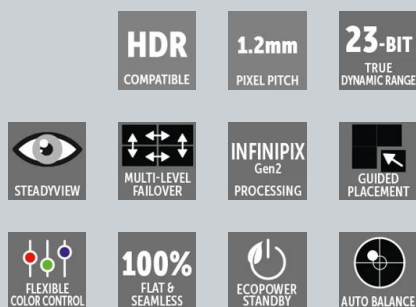 HDR
COMPATIBLE
1.2mm
PIXEL PITCH
23-BIT
TRUE
DYNAMIC RANGE
STEADYVIEW
MULTI-LEVEL
FAILOVER
INFINIPIX
Gen2
PROCESSING
GUIDED
PLACEMENT
FLEXIBLE
COLOR CONTROL
100%
FLAT &
SEAMLESS
ECOPOWER
STANDBY
AUTO BALANCE